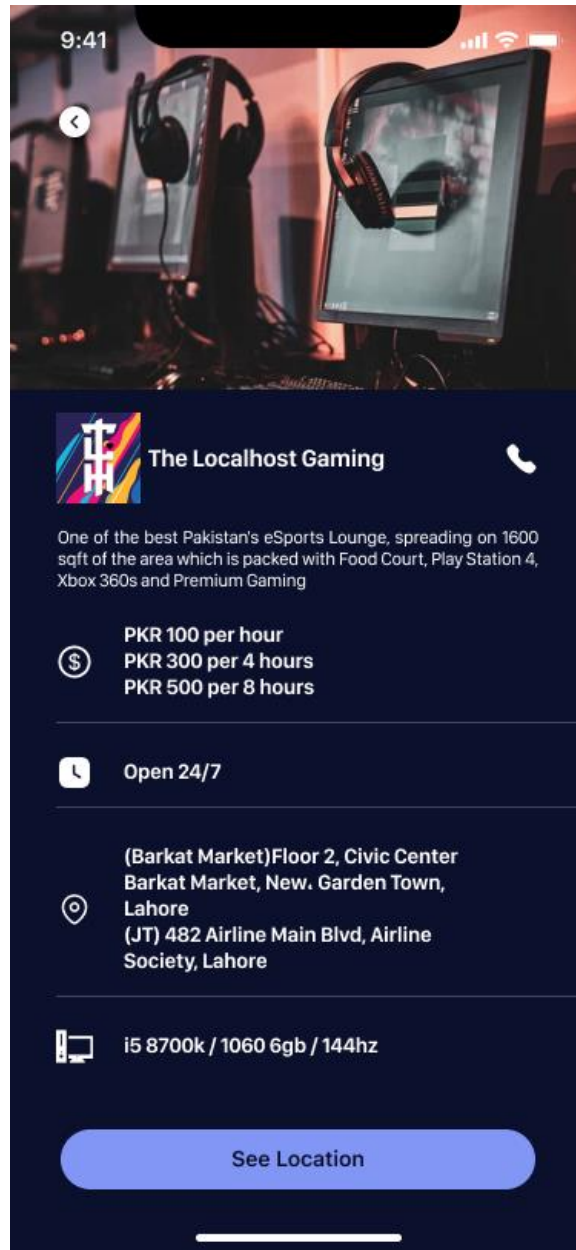 9:41
The Localhost Gaming
One of the best Pakistan's eSports Lounge, spreading on 1600
sqft of the area which is packed with Food Court, Play Station 4,
Xbox 360s and Premium Gaming
PKR 100 per hour
PKR 300 per 4 hours
PKR 500 per 8 hours
Open 24/7
(Barkat Market)Floor 2, Civic Center
Barkat Market, New. Garden Town,
Lahore
(JT) 482 Airline Main Blvd, Airline
Society, Lahore
i5 8700k / 1060 6gb / 144hz
See Location